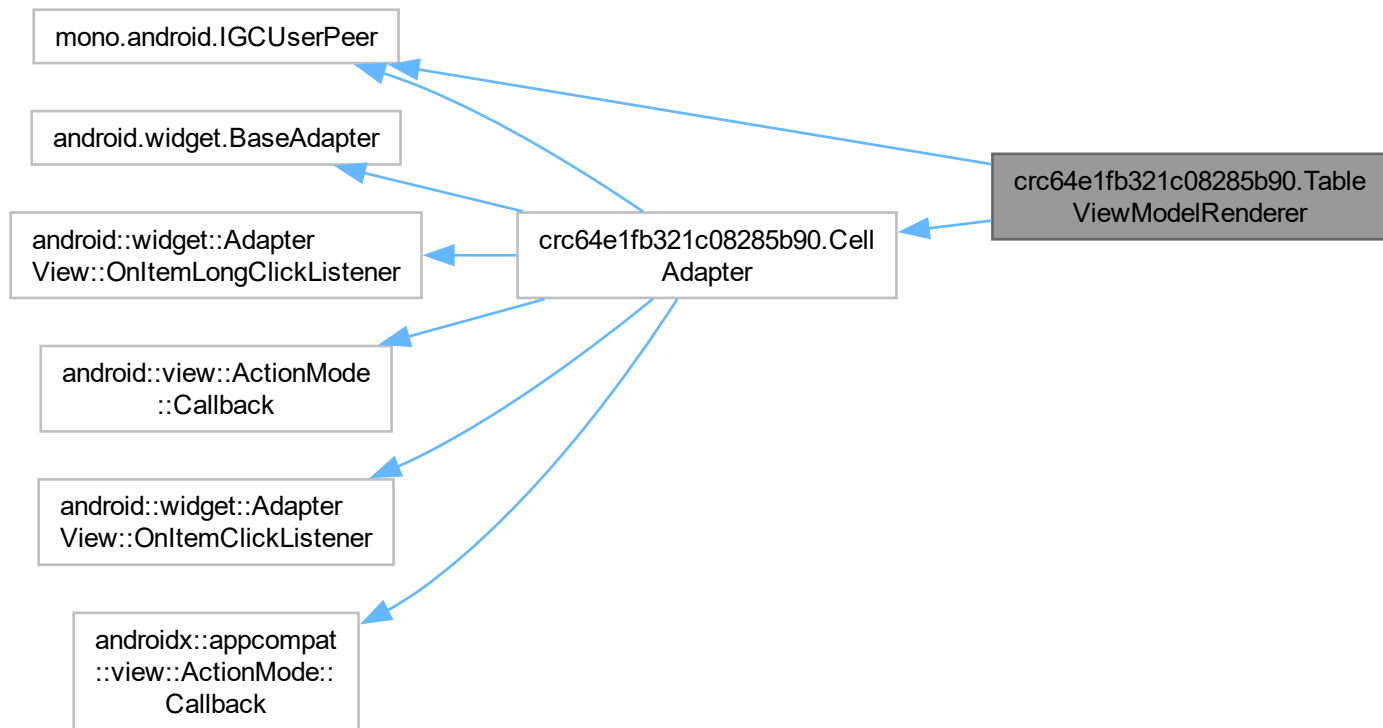 mono.android.IGCUserPeer
android.widget.BaseAdapter
android::widget::Adapter
View::OnItemLongClickListener
android::view::ActionMode
::Callback
android::widget::Adapter
View::OnItemClickListener
androidx::appcompat
::view::ActionMode::
Callback
crc64e1fb321c08285b90.Cell
Adapter
crc64e1fb321c08285b90.Table
ViewModelRenderer